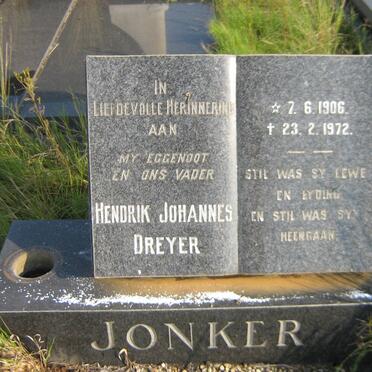 IN
LIEFDEVOLLE HERINNERING
AAN
MY EGGENOOT
EN ONS VADER
HENDRIK JOHANNES
DREYER
☆ 7. 6. 1906.
✝ 23. 2. 1972.
STIL WAS SY LEWE
EN LYDING
EN STIL WAS SY
HEENGAAN.
JONKER